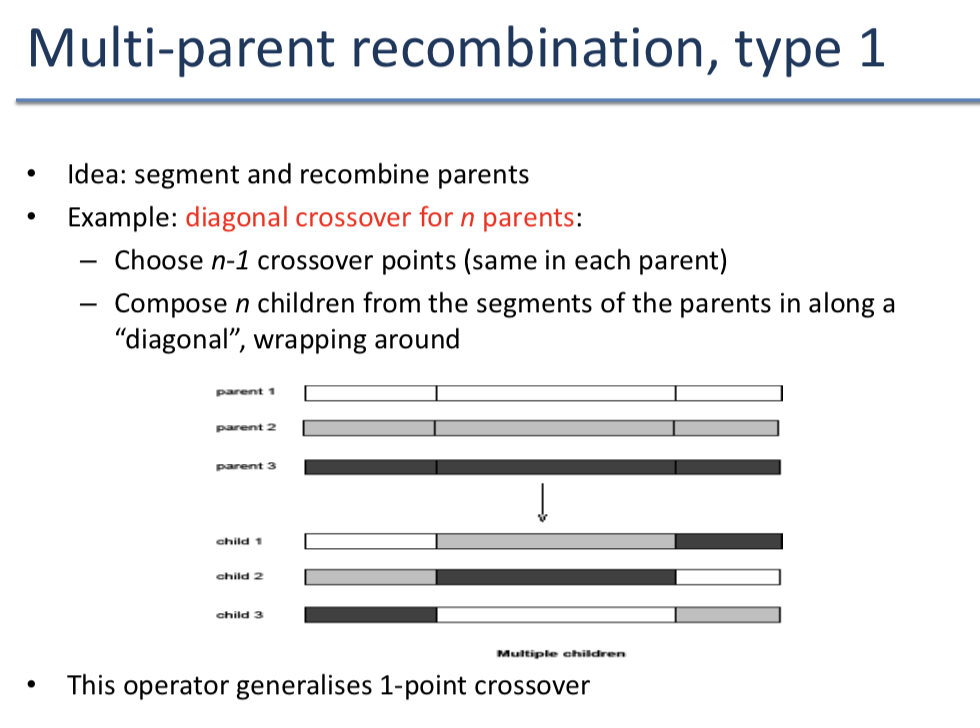 Multi-parent recombination, type 1
• Idea: segment and recombine parents
• Example: diagonal crossover for n parents:
– Choose n-1 crossover points (same in each parent)
– Compose n children from the segments of the parents in along a
“diagonal”, wrapping around
parent 1
parent 2
parent 3
child 1
child 2
child 3
Multiple children
• This operator generalises 1-point crossover